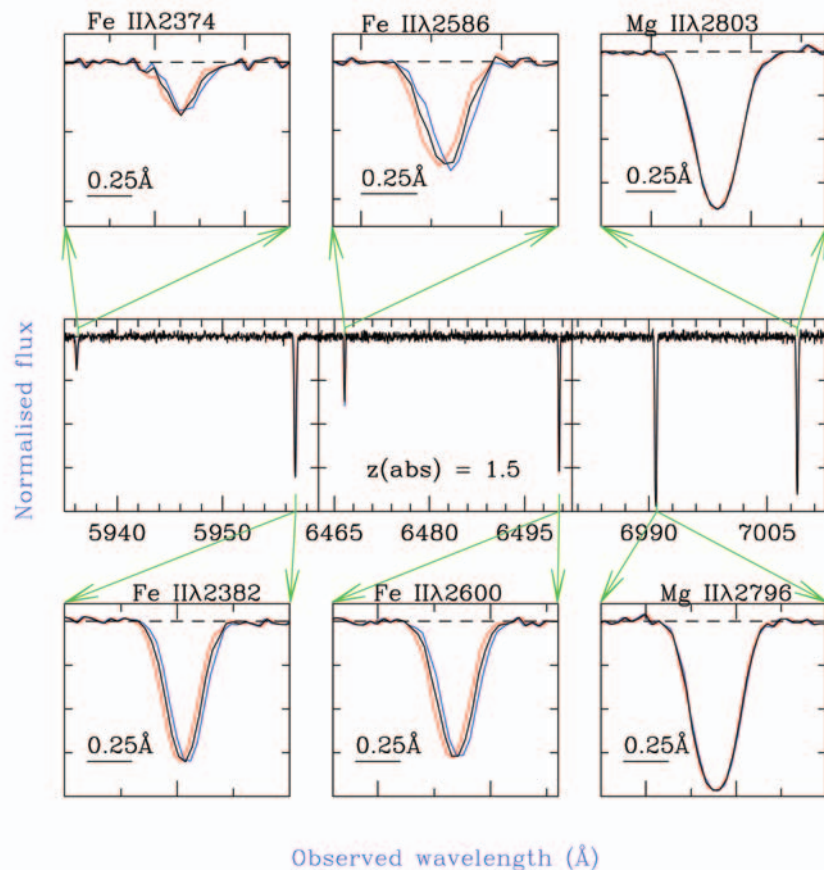 Fe IIλ2374
Fe IIλ2586
Mg IIλ2803
0.25Å
0.25Å
0.25Å
Normalised flux
z(abs) = 1.5
5940 5950 6465 6480 6495 6990 7005
Fe IIλ2382
Fe IIλ2600
Mg IIλ2796
0.25Å
0.25Å
0.25Å
Observed wavelength (Å)